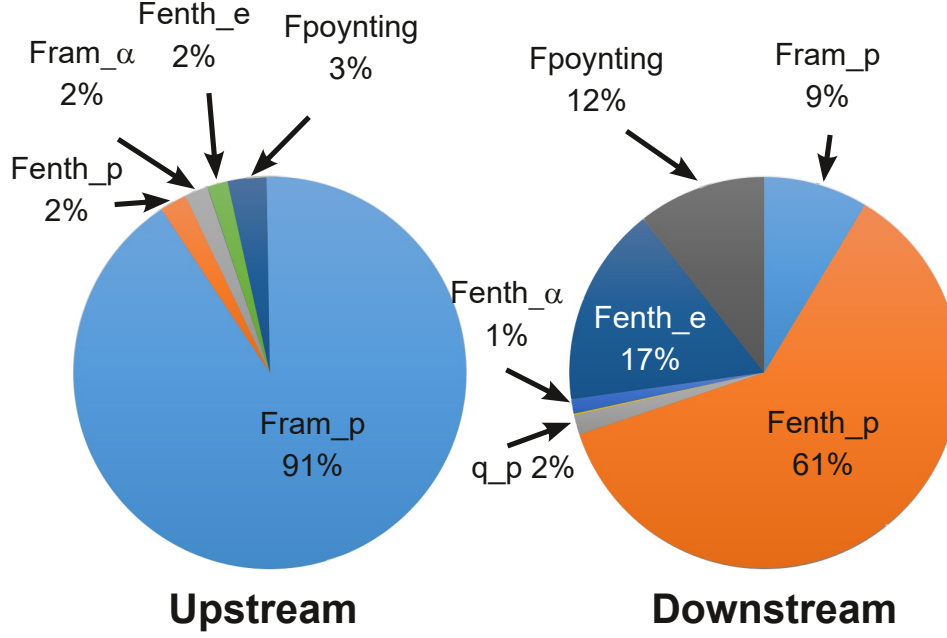 Fenth_e
2%
Fpoynting
3%
Fram_α
2%
Fenth_p
2%
Fram_p
91%
Upstream
Fpoynting
12%
Fram_p
9%
Fenth_α
1%
Fenth_e
17%
q_p 2%
Fenth_p
61%
Downstream